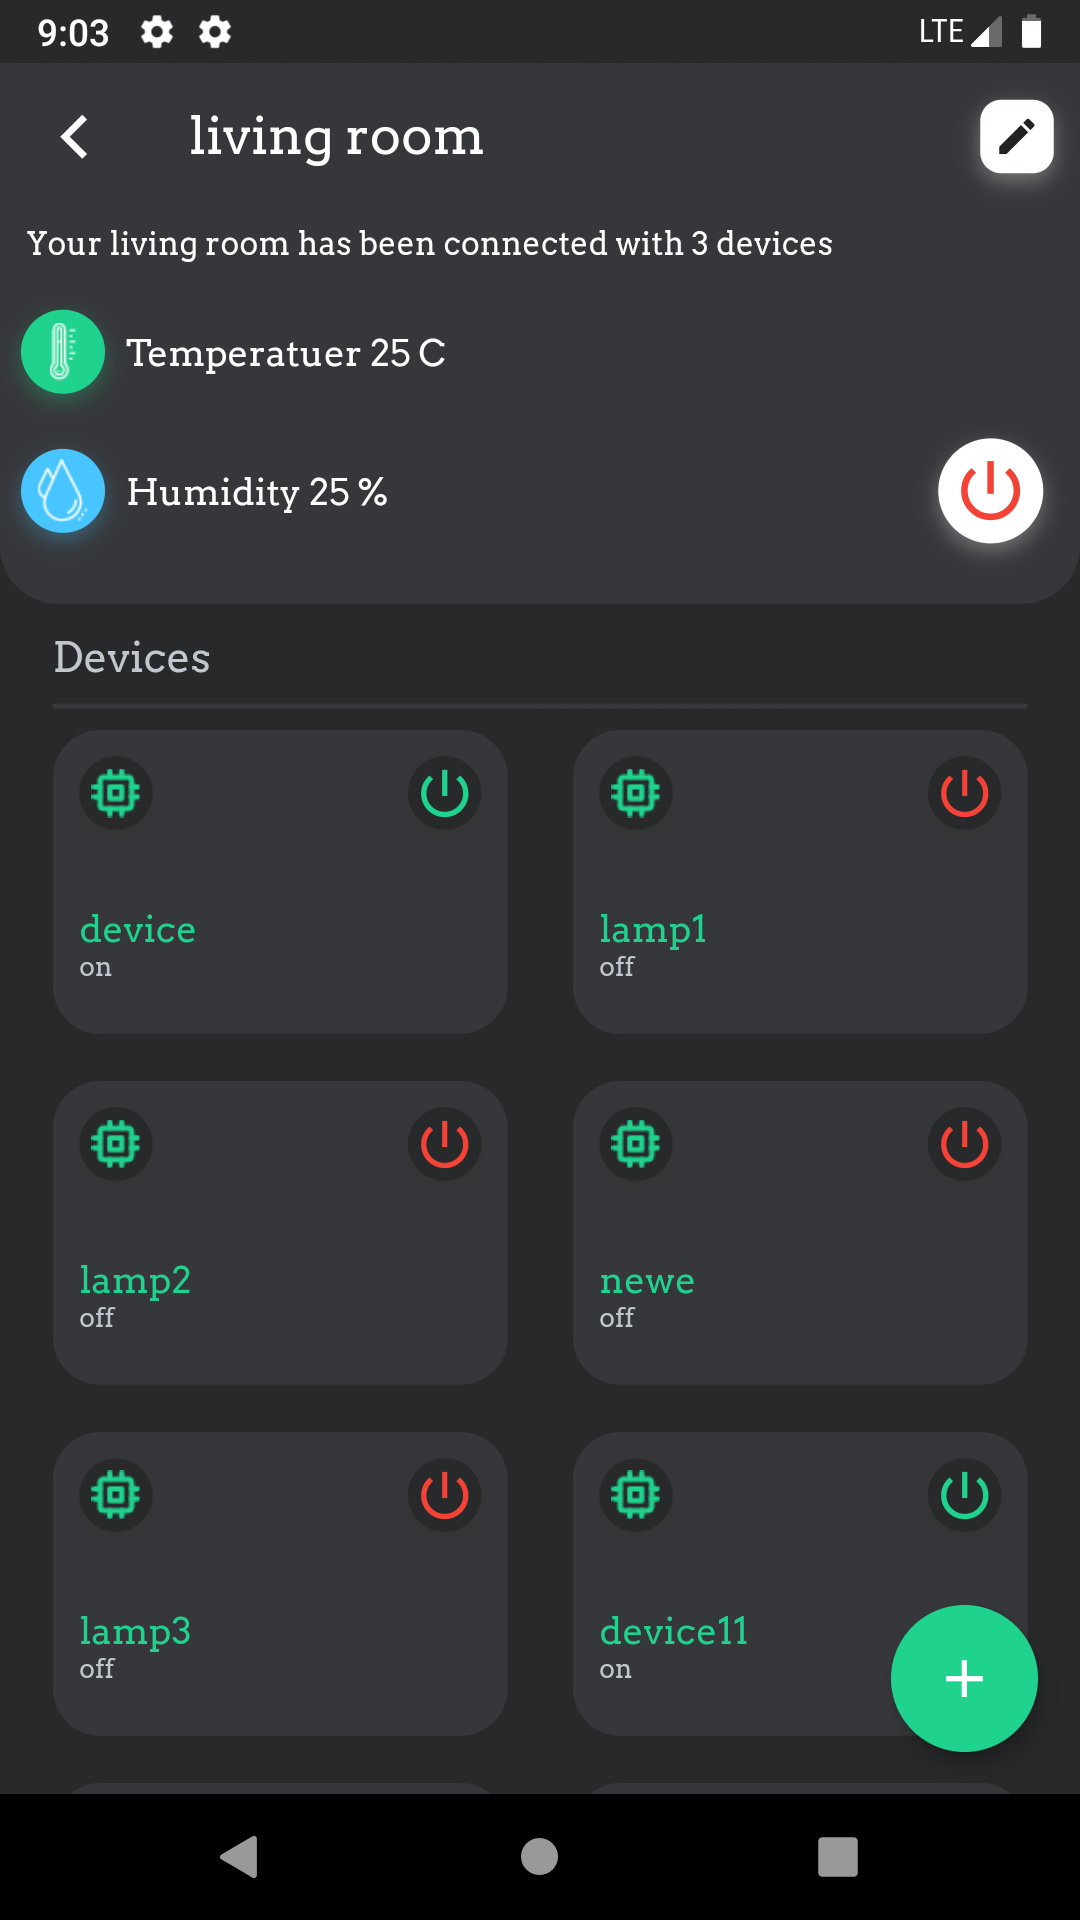 9:03 LTE
living room
Your living room has been connected with 3 devices
Temperatuer 25 C
Humidity 25 %
Devices
device
on
lamp1
off
lamp2
off
newe
off
lamp3
off
device11
on